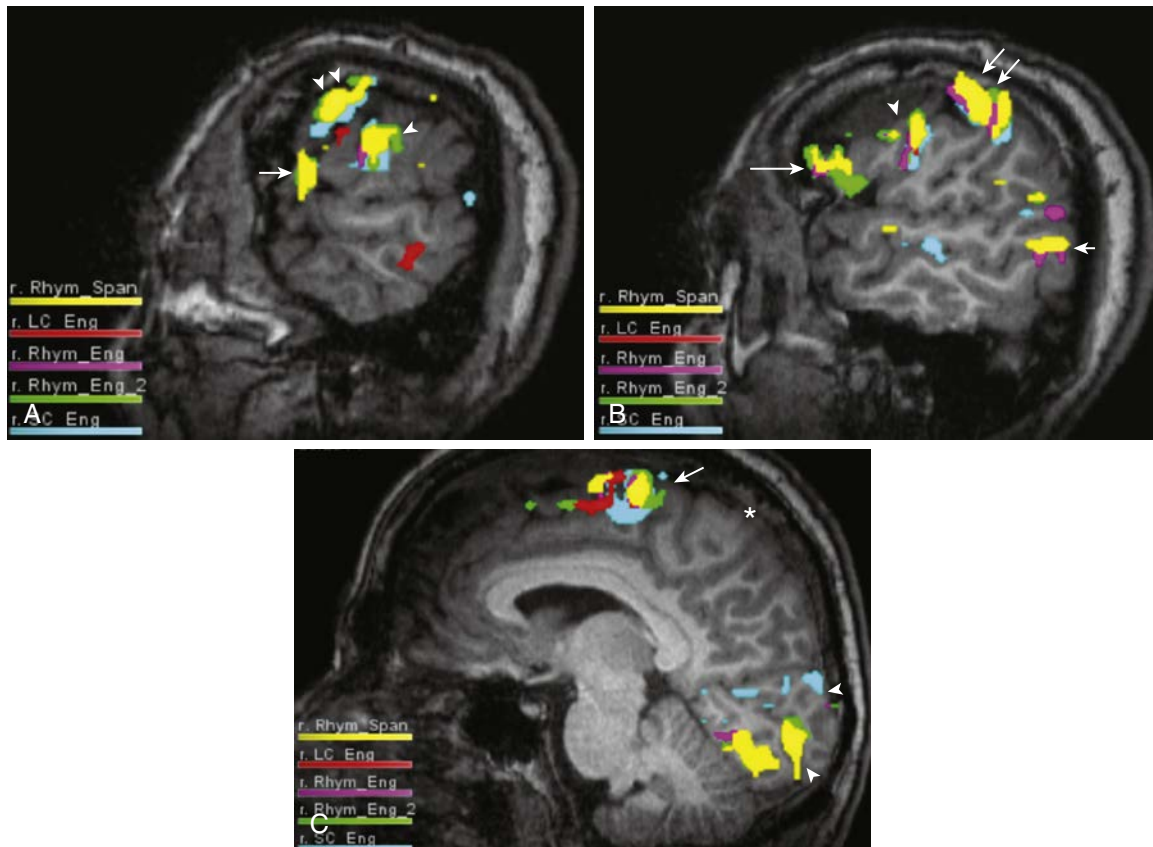 r. Rhym_Span
r. LC_Eng
r. Rhym_Eng
r. Rhym_Eng_2
A
r. Rhym_Span
r. LC_Eng
r. Rhym_Eng
r. Rhym_Eng_2
B
*
r. Rhym_Span
r. LC_Eng
r. Rhym_Eng
r. Rhym_Eng_2
C
r. SC_Eng